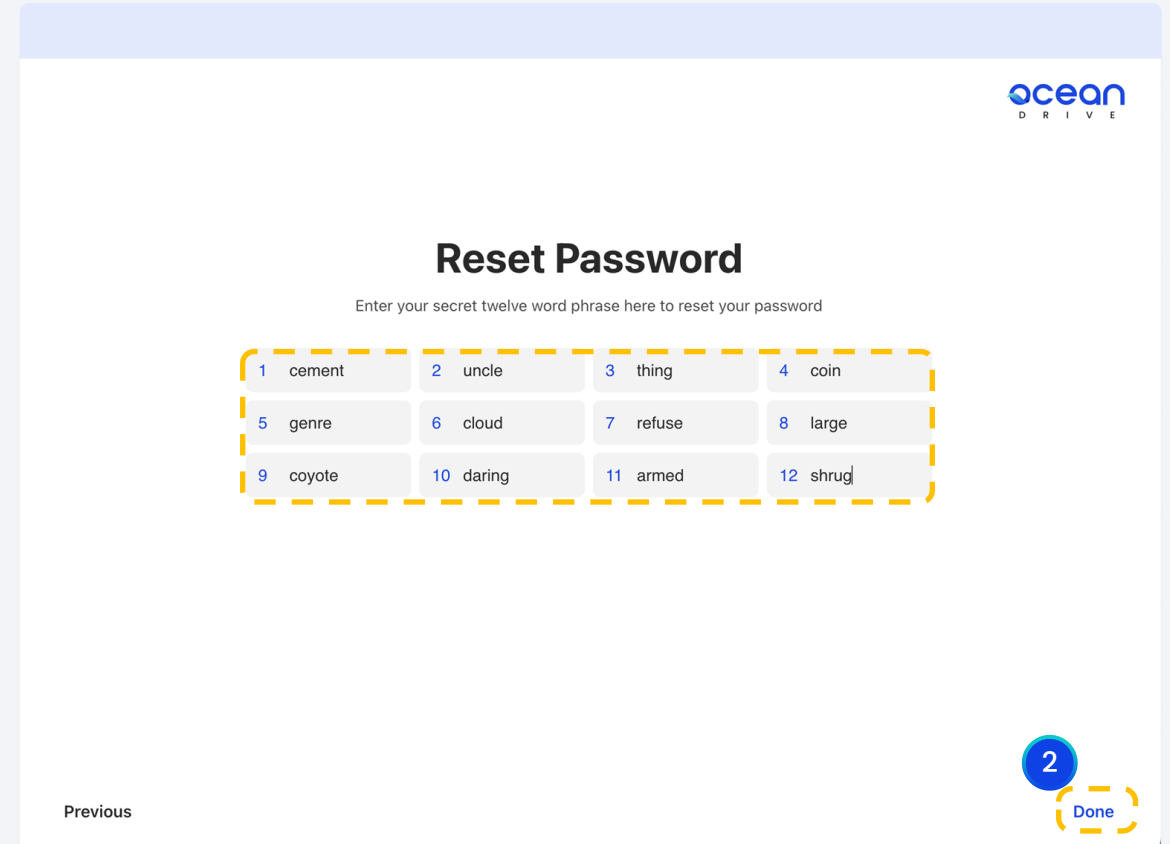 ocean
DRIVE
Reset Password
Enter your secret twelve word phrase here to reset your password
1 cement 2 uncle 3 thing 4 coin
5 genre 6 cloud 7 refuse 8 large
9 coyote 10 daring 11 armed 12 shrug
2
Previous Done